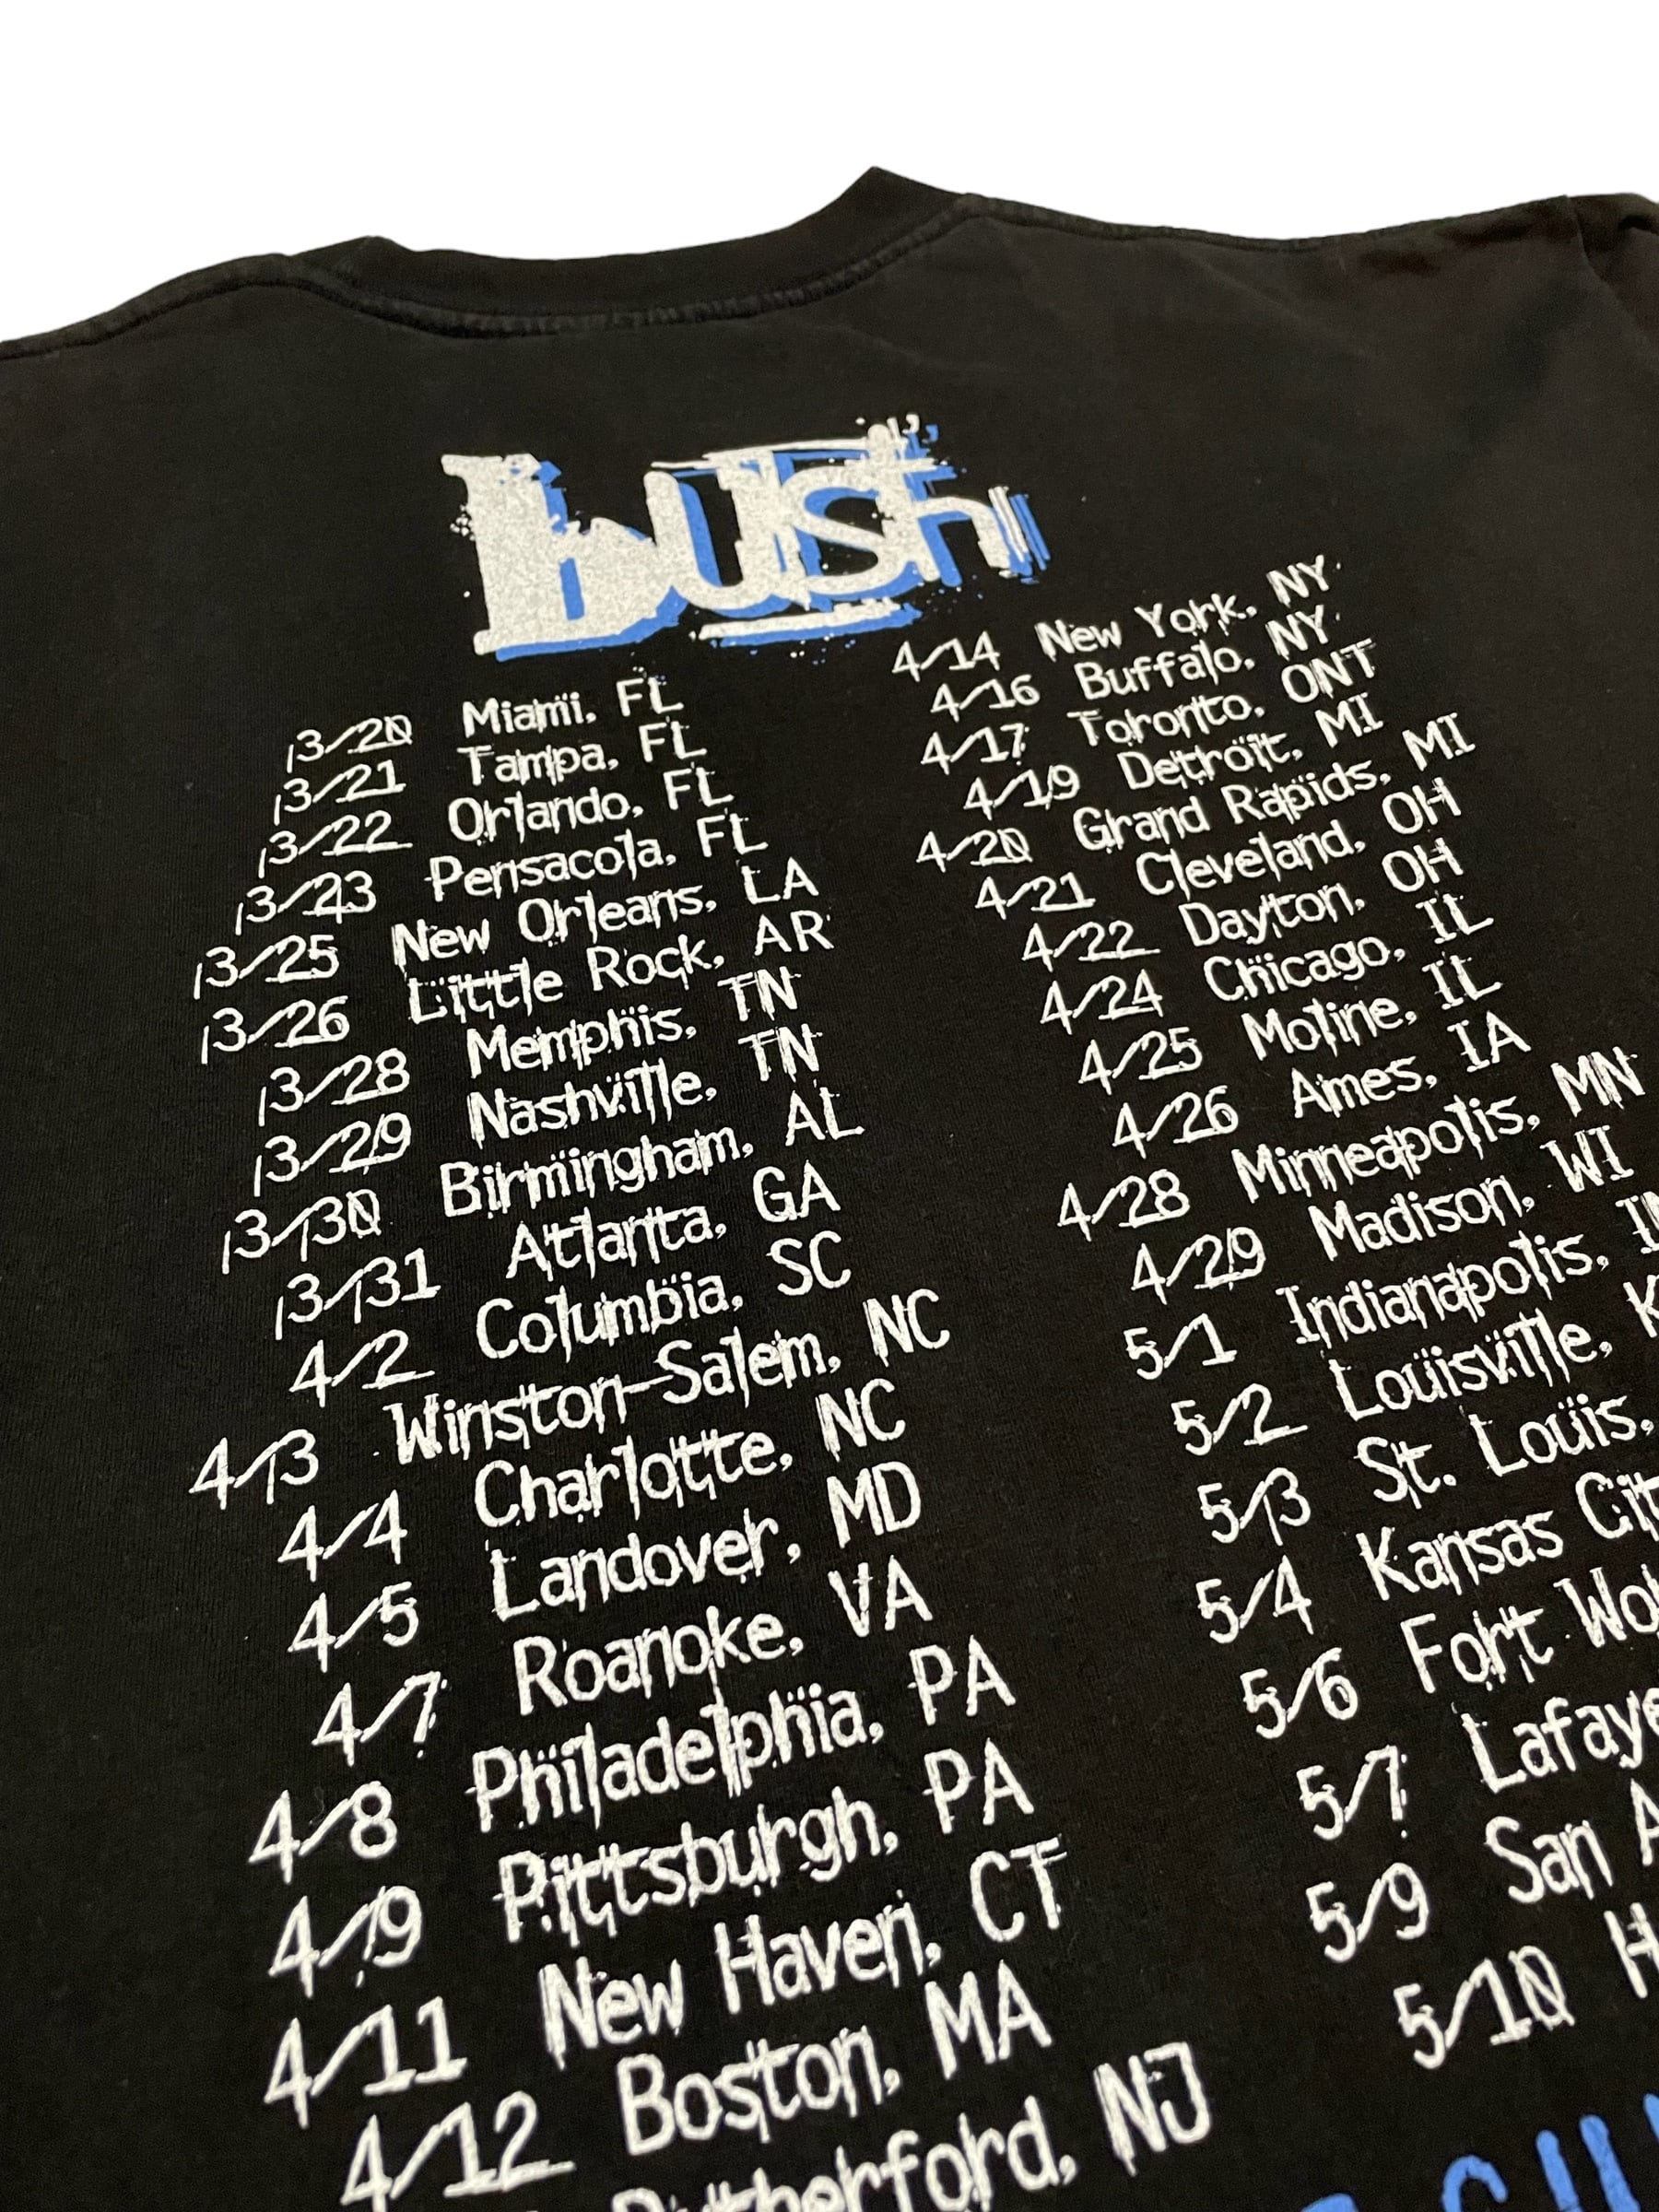 bush
3/20 Miami, FL
3/21 Tampa, FL
3/22 Orlando, FL
3/23 Pensacola, FL
3/25 New Orleans, LA
3/26 Little Rock, AR
3/28 Memphis, TN
3/29 Nashville, TN
3/30 Birmingham, AL
3/31 Atlanta, GA
4/2 Columbia, SC
4/3 Winston-Salem, NC
4/4 Charlotte, NC
4/5 Landover, MD
4/7 Roanoke, VA
4/8 Philadelphia, PA
4/9 Pittsburgh, PA
4/11 New Haven, CT
4/12 Boston, MA
Rutherford, NJ
4/14 New York, NY
4/16 Buffalo, NY
4/17 Toronto, ONT
4/19 Detroit, MI
4/20 Grand Rapids, MI
4/21 Cleveland, OH
4/22 Dayton, OH
4/24 Chicago, IL
4/25 Moline, IL
4/26 Ames, IA
4/28 Minneapolis, MN
4/29 Madison, WI
5/1 Indianapolis, IN
5/2 Louisville, K
5/3 St. Louis,
5/4 Kansas Cit
5/6 Fort Wo
5/7 Lafaye
5/9 San A
5/10 H